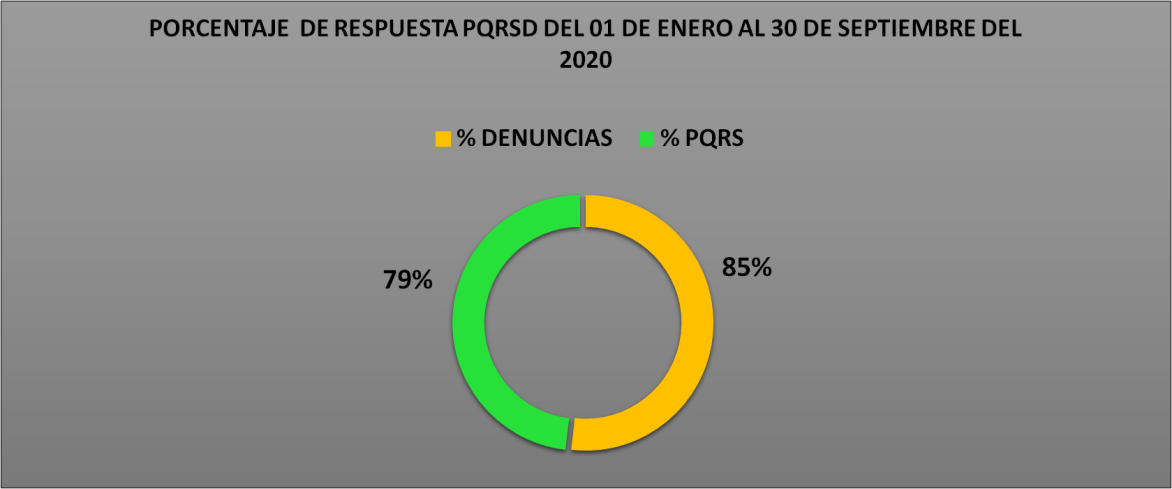 PORCENTAJE DE RESPUESTA PQRSD DEL 01 DE ENERO AL 30 DE SEPTIEMBRE DEL
2020
% DENUNCIAS % PQRS
79% 85%